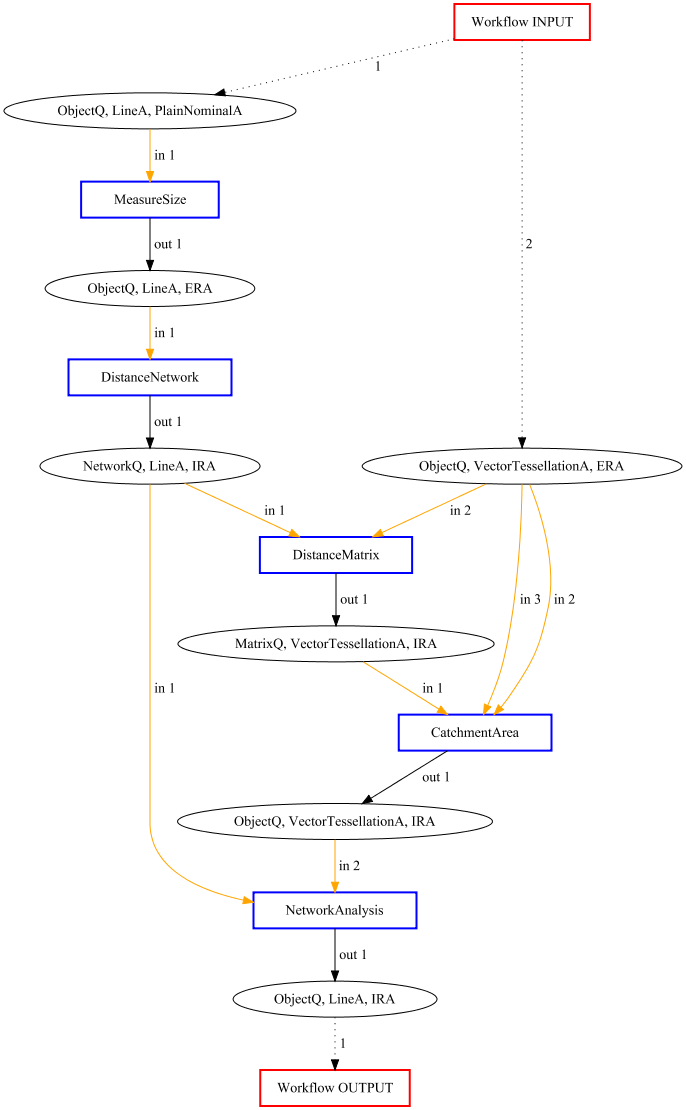 Workflow INPUT
1
ObjectQ, LineA, PlainNominalA
in 1
MeasureSize
2
out 1
ObjectQ, LineA, ERA
in 1
DistanceNetwork
out 1
NetworkQ, LineA, IRA
ObjectQ, VectorTessellationA, ERA
in 1
in 2
DistanceMatrix
out 1
in 3
in 2
MatrixQ, VectorTessellationA, IRA
in 1
in 1
CatchmentArea
out 1
ObjectQ, VectorTessellationA, IRA
in 2
NetworkAnalysis
out 1
ObjectQ, LineA, IRA
1
Workflow OUTPUT